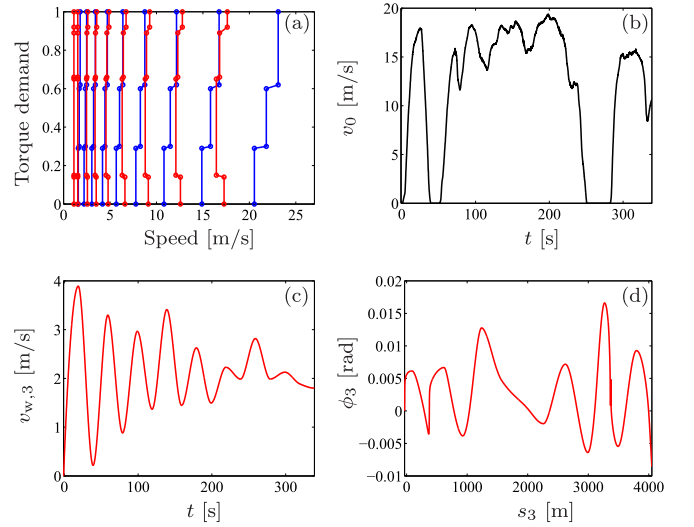 (a)
Torque demand
1
0.8
0.6
0.4
0.2
0
0 5 10 15 20 25
Speed [m/s]
(b)
v₀ [m/s]
20
15
10
5
0
0 100 200 300
t [s]
(c)
v_w,3 [m/s]
4
3
2
1
0
0 100 200 300
t [s]
(d)
ϕ₃ [rad]
0.02
0.015
0.01
0.005
0
−0.005
−0.01
0 1000 2000 3000 4000
s₃ [m]